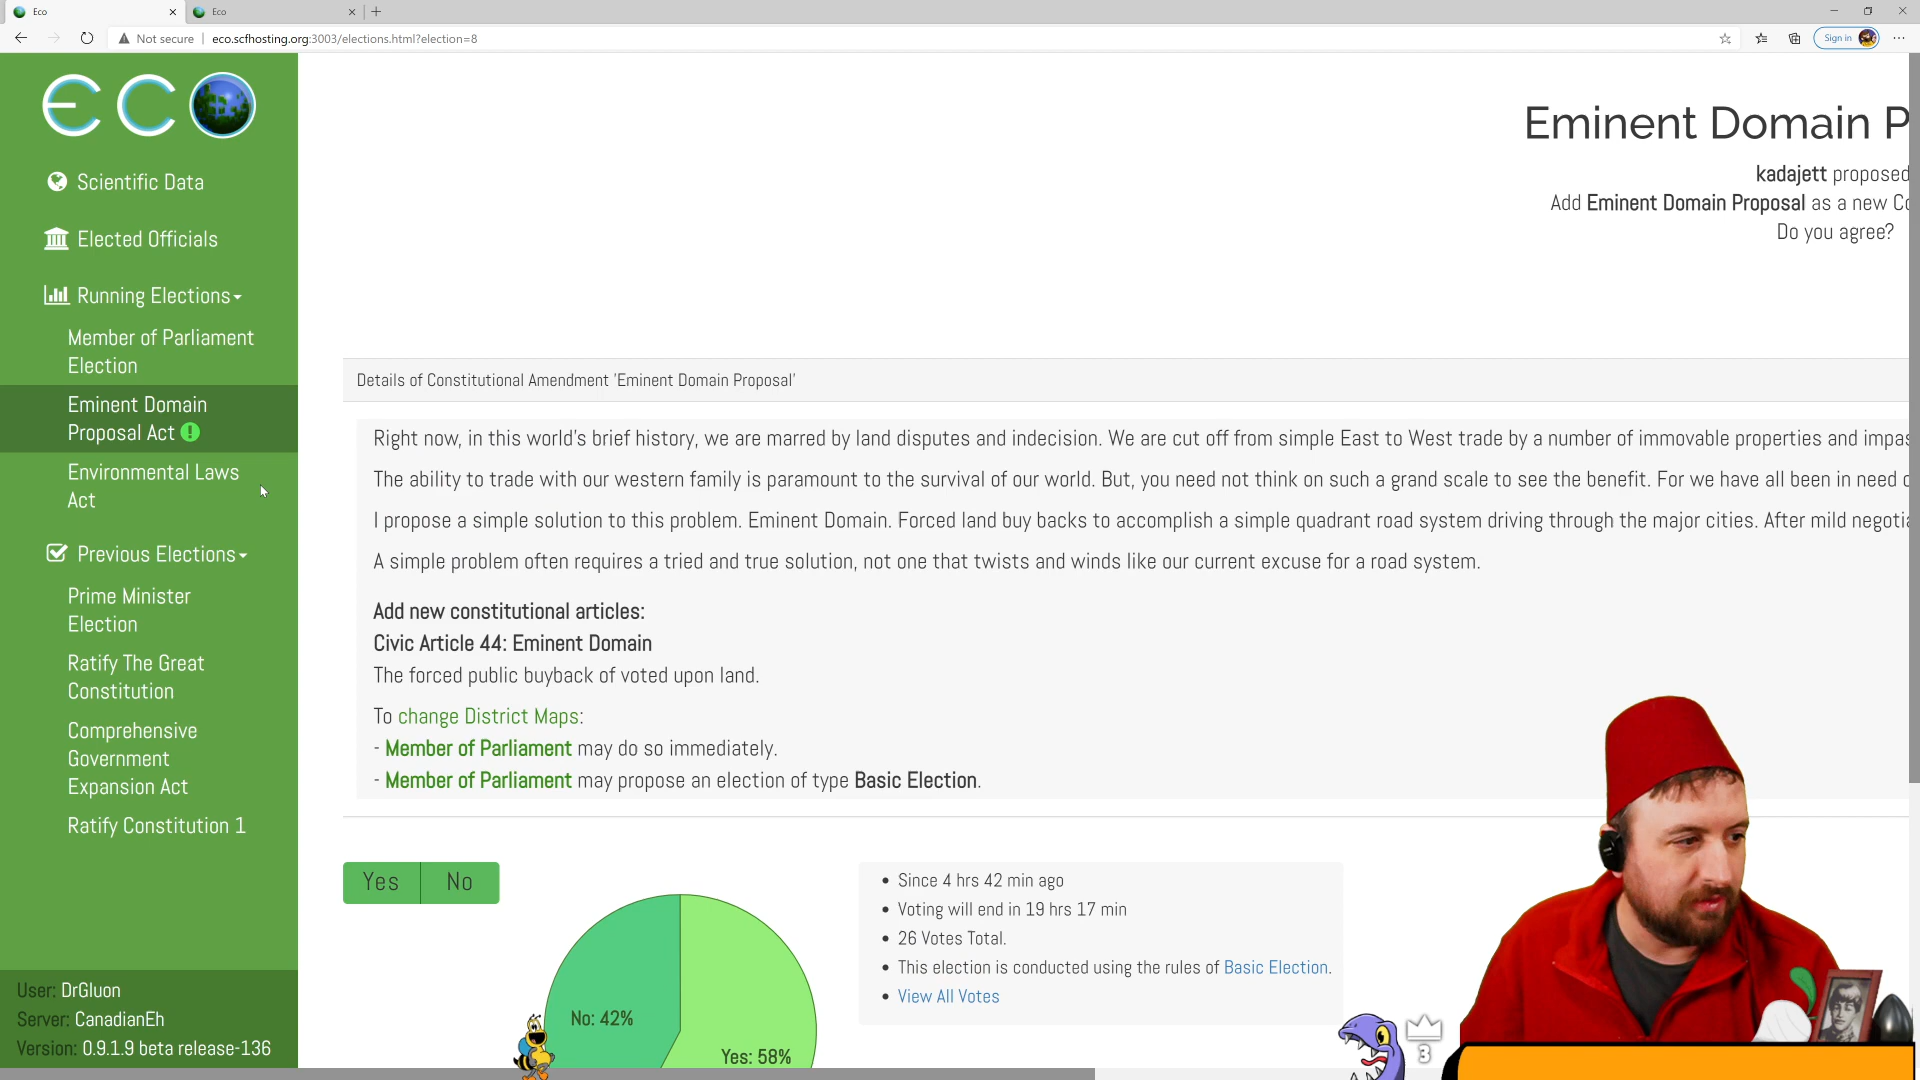 Eco
Eco
Not secure | eco.scfhosting.org:3003/elections.html?election=8
Sign in
ECO
Scientific Data
Elected Officials
Running Elections
Member of Parliament
Election
Eminent Domain
Proposal Act
Environmental Laws
Act
Previous Elections
Prime Minister
Election
Ratify The Great
Constitution
Comprehensive
Government
Expansion Act
Ratify Constitution 1
User: DrGluon
Server: CanadianEh
Version: 0.9.1.9 beta release-136
Eminent Domain P
kadajett proposed
Add Eminent Domain Proposal as a new Co
Do you agree?
Details of Constitutional Amendment 'Eminent Domain Proposal'
Right now, in this world's brief history, we are marred by land disputes and indecision. We are cut off from simple East to West trade by a number of immovable properties and impas
The ability to trade with our western family is paramount to the survival of our world. But, you need not think on such a grand scale to see the benefit. For we have all been in need o
I propose a simple solution to this problem. Eminent Domain. Forced land buy backs to accomplish a simple quadrant road system driving through the major cities. After mild negotia
A simple problem often requires a tried and true solution, not one that twists and winds like our current excuse for a road system.
Add new constitutional articles:
Civic Article 44: Eminent Domain
The forced public buyback of voted upon land.
To change District Maps:
- Member of Parliament may do so immediately.
- Member of Parliament may propose an election of type Basic Election.
Yes No
No: 42%
Yes: 58%
Since 4 hrs 42 min ago
Voting will end in 19 hrs 17 min
26 Votes Total.
This election is conducted using the rules of Basic Election.
View All Votes
3